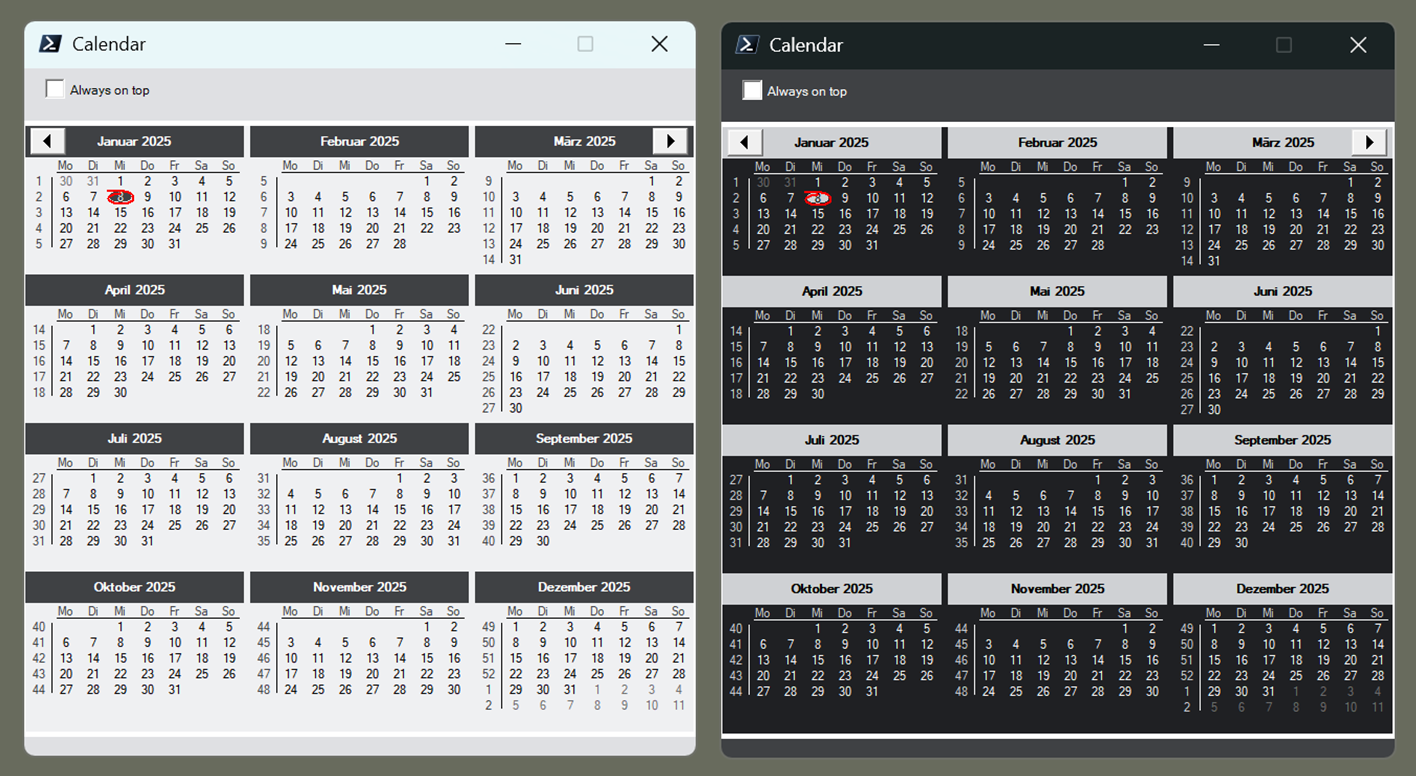 Calendar
Always on top
Januar 2025 Februar 2025 März 2025
Mo Di Mi Do Fr Sa So Mo Di Mi Do Fr Sa So Mo Di Mi Do Fr Sa So
1 30 31 1 2 3 4 5 5 1 2 9 1 2
2 6 7 8 9 10 11 12 6 3 4 5 6 7 8 9 10 3 4 5 6 7 8 9
3 13 14 15 16 17 18 19 7 10 11 12 13 14 15 16 11 10 11 12 13 14 15 16
4 20 21 22 23 24 25 26 8 17 18 19 20 21 22 23 12 17 18 19 20 21 22 23
5 27 28 29 30 31 9 24 25 26 27 28 13 24 25 26 27 28 29 30
14 31
April 2025 Mai 2025 Juni 2025
Mo Di Mi Do Fr Sa So Mo Di Mi Do Fr Sa So Mo Di Mi Do Fr Sa So
14 1 2 3 4 5 6 18 1 2 3 4 22 1
15 7 8 9 10 11 12 13 19 5 6 7 8 9 10 11 23 2 3 4 5 6 7 8
16 14 15 16 17 18 19 20 20 12 13 14 15 16 17 18 24 9 10 11 12 13 14 15
17 21 22 23 24 25 26 27 21 19 20 21 22 23 24 25 25 16 17 18 19 20 21 22
18 28 29 30 22 26 27 28 29 30 31 26 23 24 25 26 27 28 29
27 30
Juli 2025 August 2025 September 2025
Mo Di Mi Do Fr Sa So Mo Di Mi Do Fr Sa So Mo Di Mi Do Fr Sa So
27 1 2 3 4 5 6 31 1 2 3 36 1 2 3 4 5 6 7
28 7 8 9 10 11 12 13 32 4 5 6 7 8 9 10 37 8 9 10 11 12 13 14
29 14 15 16 17 18 19 20 33 11 12 13 14 15 16 17 38 15 16 17 18 19 20 21
30 21 22 23 24 25 26 27 34 18 19 20 21 22 23 24 39 22 23 24 25 26 27 28
31 28 29 30 31 35 25 26 27 28 29 30 31 40 29 30
Oktober 2025 November 2025 Dezember 2025
Mo Di Mi Do Fr Sa So Mo Di Mi Do Fr Sa So Mo Di Mi Do Fr Sa So
40 1 2 3 4 5 44 1 2 49 1 2 3 4 5 6 7
41 6 7 8 9 10 11 12 45 3 4 5 6 7 8 9 50 8 9 10 11 12 13 14
42 13 14 15 16 17 18 19 46 10 11 12 13 14 15 16 51 15 16 17 18 19 20 21
43 20 21 22 23 24 25 26 47 17 18 19 20 21 22 23 52 22 23 24 25 26 27 28
44 27 28 29 30 31 48 24 25 26 27 28 29 30 1 29 30 31 1 2 3 4
2 5 6 7 8 9 10 11
Calendar
Always on top
Januar 2025 Februar 2025 März 2025
Mo Di Mi Do Fr Sa So Mo Di Mi Do Fr Sa So Mo Di Mi Do Fr Sa So
1 30 31 1 2 3 4 5 5 1 2 9 1 2
2 6 7 8 9 10 11 12 6 3 4 5 6 7 8 9 10 3 4 5 6 7 8 9
3 13 14 15 16 17 18 19 7 10 11 12 13 14 15 16 11 10 11 12 13 14 15 16
4 20 21 22 23 24 25 26 8 17 18 19 20 21 22 23 12 17 18 19 20 21 22 23
5 27 28 29 30 31 9 24 25 26 27 28 13 24 25 26 27 28 29 30
14 31
April 2025 Mai 2025 Juni 2025
Mo Di Mi Do Fr Sa So Mo Di Mi Do Fr Sa So Mo Di Mi Do Fr Sa So
14 1 2 3 4 5 6 18 1 2 3 4 22 1
15 7 8 9 10 11 12 13 19 5 6 7 8 9 10 11 23 2 3 4 5 6 7 8
16 14 15 16 17 18 19 20 20 12 13 14 15 16 17 18 24 9 10 11 12 13 14 15
17 21 22 23 24 25 26 27 21 19 20 21 22 23 24 25 25 16 17 18 19 20 21 22
18 28 29 30 22 26 27 28 29 30 31 26 23 24 25 26 27 28 29
27 30
Juli 2025 August 2025 September 2025
Mo Di Mi Do Fr Sa So Mo Di Mi Do Fr Sa So Mo Di Mi Do Fr Sa So
27 1 2 3 4 5 6 31 1 2 3 36 1 2 3 4 5 6 7
28 7 8 9 10 11 12 13 32 4 5 6 7 8 9 10 37 8 9 10 11 12 13 14
29 14 15 16 17 18 19 20 33 11 12 13 14 15 16 17 38 15 16 17 18 19 20 21
30 21 22 23 24 25 26 27 34 18 19 20 21 22 23 24 39 22 23 24 25 26 27 28
31 28 29 30 31 35 25 26 27 28 29 30 31 40 29 30
Oktober 2025 November 2025 Dezember 2025
Mo Di Mi Do Fr Sa So Mo Di Mi Do Fr Sa So Mo Di Mi Do Fr Sa So
40 1 2 3 4 5 44 1 2 49 1 2 3 4 5 6 7
41 6 7 8 9 10 11 12 45 3 4 5 6 7 8 9 50 8 9 10 11 12 13 14
42 13 14 15 16 17 18 19 46 10 11 12 13 14 15 16 51 15 16 17 18 19 20 21
43 20 21 22 23 24 25 26 47 17 18 19 20 21 22 23 52 22 23 24 25 26 27 28
44 27 28 29 30 31 48 24 25 26 27 28 29 30 1 29 30 31 1 2 3 4
2 5 6 7 8 9 10 11